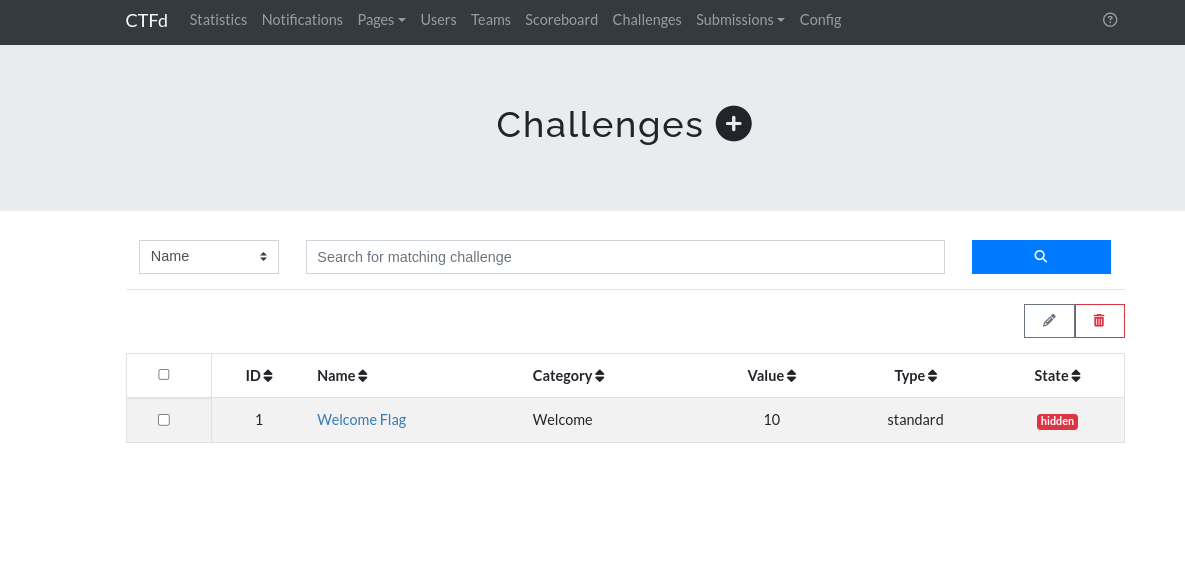 CTFd Statistics Notifications Pages Users Teams Scoreboard Challenges Submissions Config
Challenges
Name Search for matching challenge
ID Name Category Value Type State
1 Welcome Flag Welcome 10 standard hidden